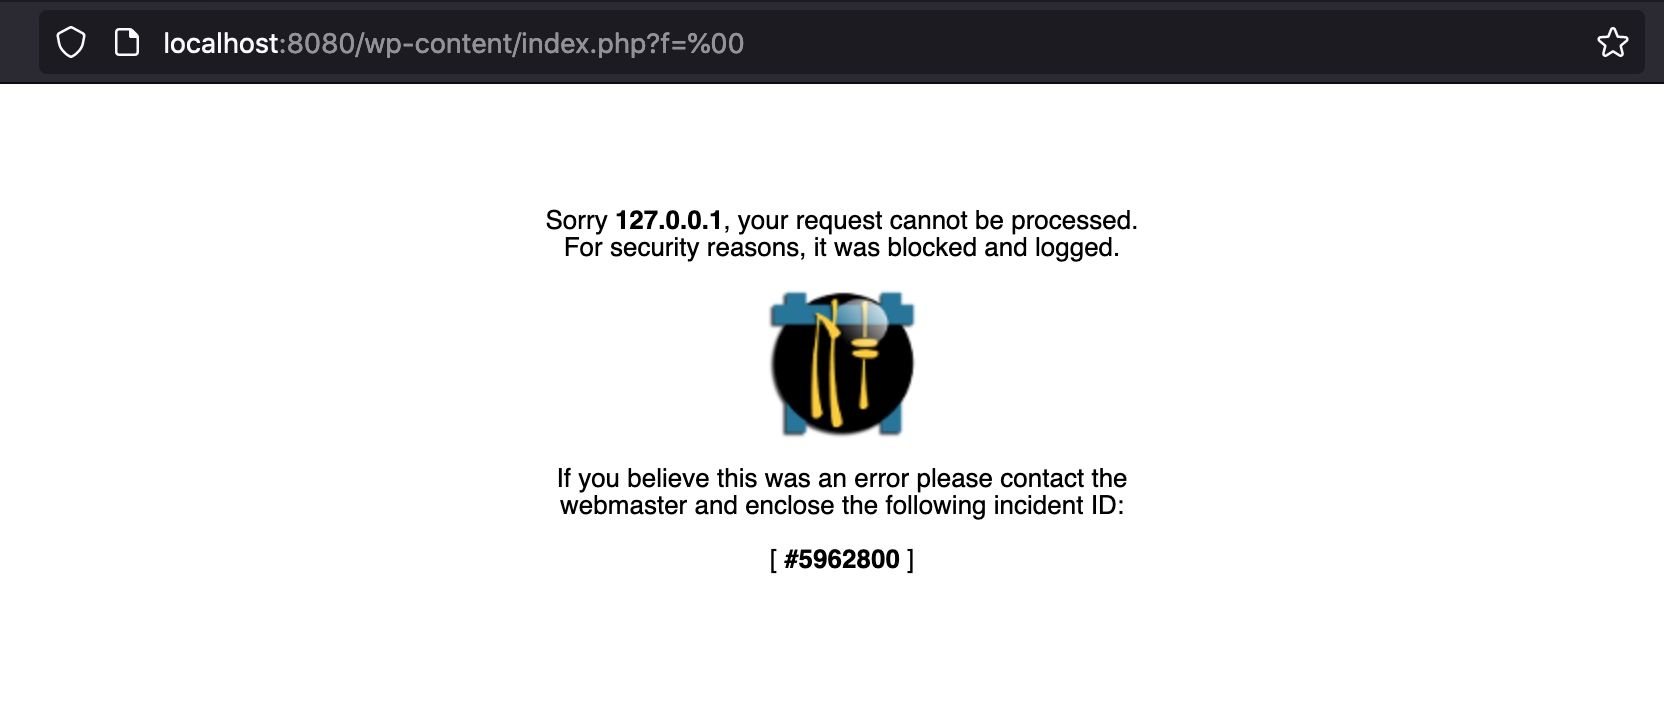 localhost:8080/wp-content/index.php?f=%00
Sorry 127.0.0.1, your request cannot be processed.
For security reasons, it was blocked and logged.
If you believe this was an error please contact the
webmaster and enclose the following incident ID:
[ #5962800 ]